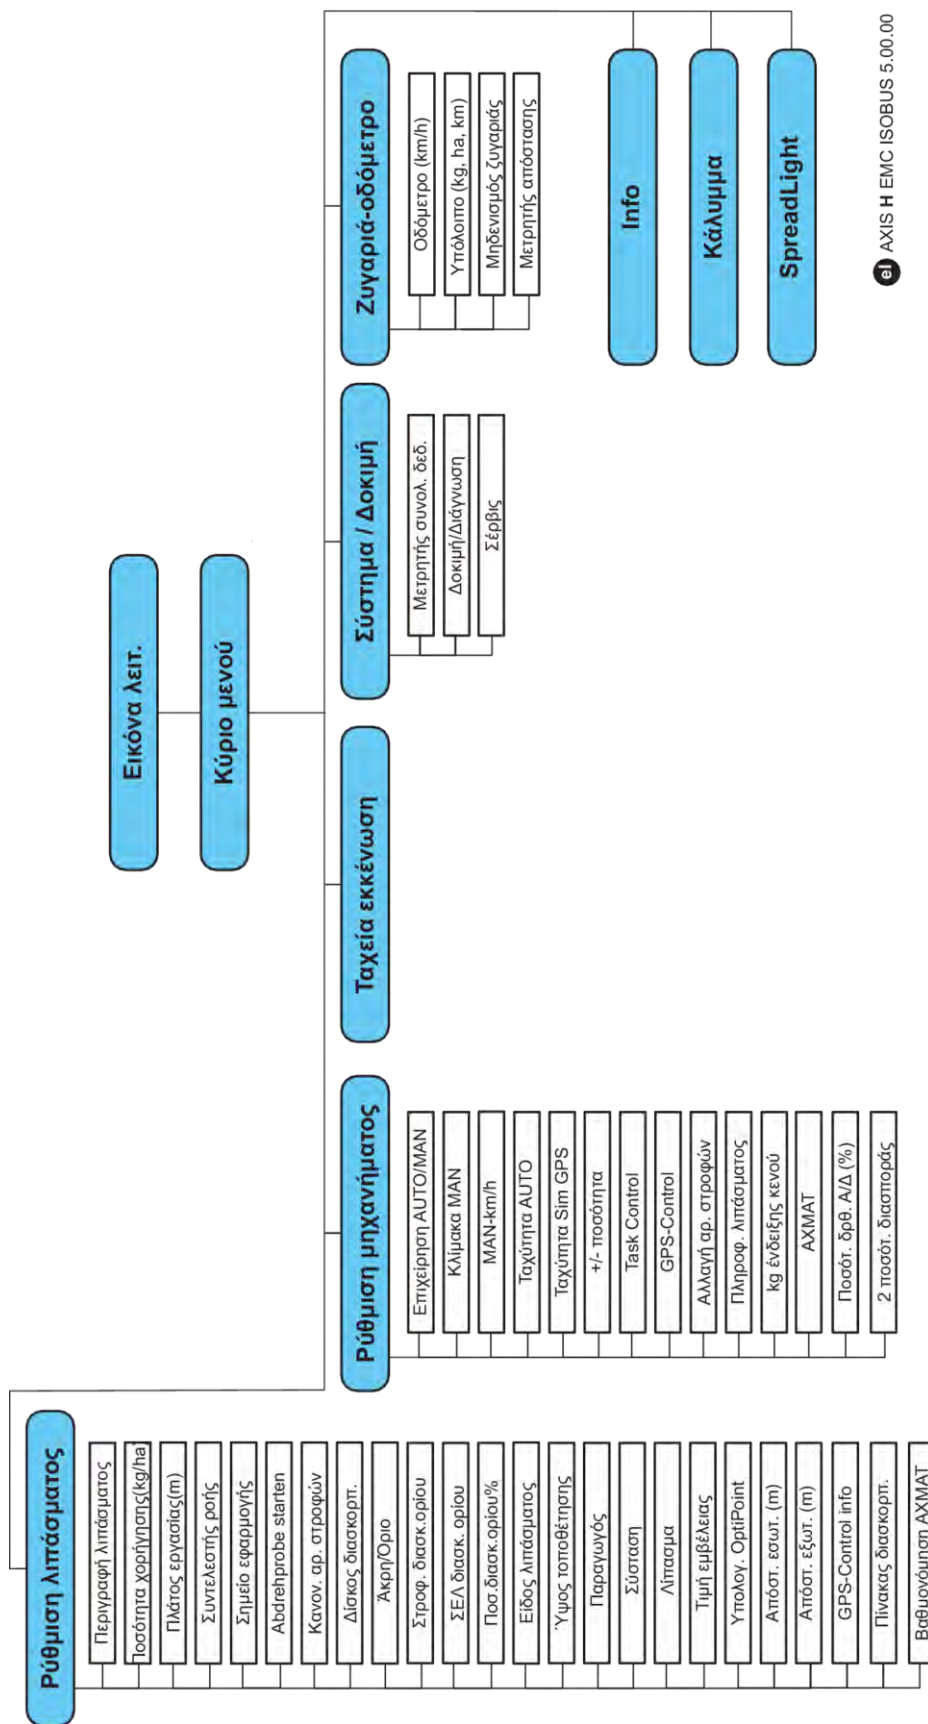 Εικόνα λειτ.
Κύριο μενού
Ρύθμιση λιπάσματος
Περιγραφή λιπάσματος
Ποσότητα χορήγησης(kg/ha
Πλάτος εργασίας(m)
Συντελεστής ροής
Σημείο εφαρμογής
Abdrehprobe starten
Κανον. αρ. στροφών
Δίσκος διασκορπ.
Άκρη/Όριο
Στροφ. διασκ.ορίου
ΣΕΛ διασκ. ορίου
Ποσ.διασκ.ορίου%
Είδος λιπάσματος
Ύψος τοποθέτησης
Παραγωγός
Σύσταση
Λίπασμα
Τιμή εμβέλειας
Υπολογ. OptiPoint
Απόστ. εσωτ. (m)
Απόστ. εξωτ. (m)
GPS-Control info
Πίνακας διασκορπ.
Βαθμονόμηση AXMAT
Ρύθμιση μηχανήματος
Επιχείρηση AUTO/MAN
Κλίμακα MAN
MAN-km/h
Ταχύτητα AUTO
Ταχύτητα Sim GPS
+/- ποσότητα
Task Control
GPS-Control
Αλλαγή αρ. στροφών
Πληροφ. λιπάσματος
kg ένδειξης κενού
AXMAT
Ποσότ. δρθ. Α/Δ (%)
2 ποσότ. διασποράς
Ταχεία εκκένωση
Σύστημα / Δοκιμή
Μετρητής συνολ. δεδ.
Δοκιμή/Διάγνωση
Σέρβις
Ζυγαριά-οδόμετρο
Οδόμετρο (km/h)
Υπόλοιπο (kg, ha, km)
Μηδενισμός ζυγαριάς
Μετρητής απόστασης
Info
Κάλυμμα
SpreadLight
el AXIS H EMC ISOBUS 5.00.00